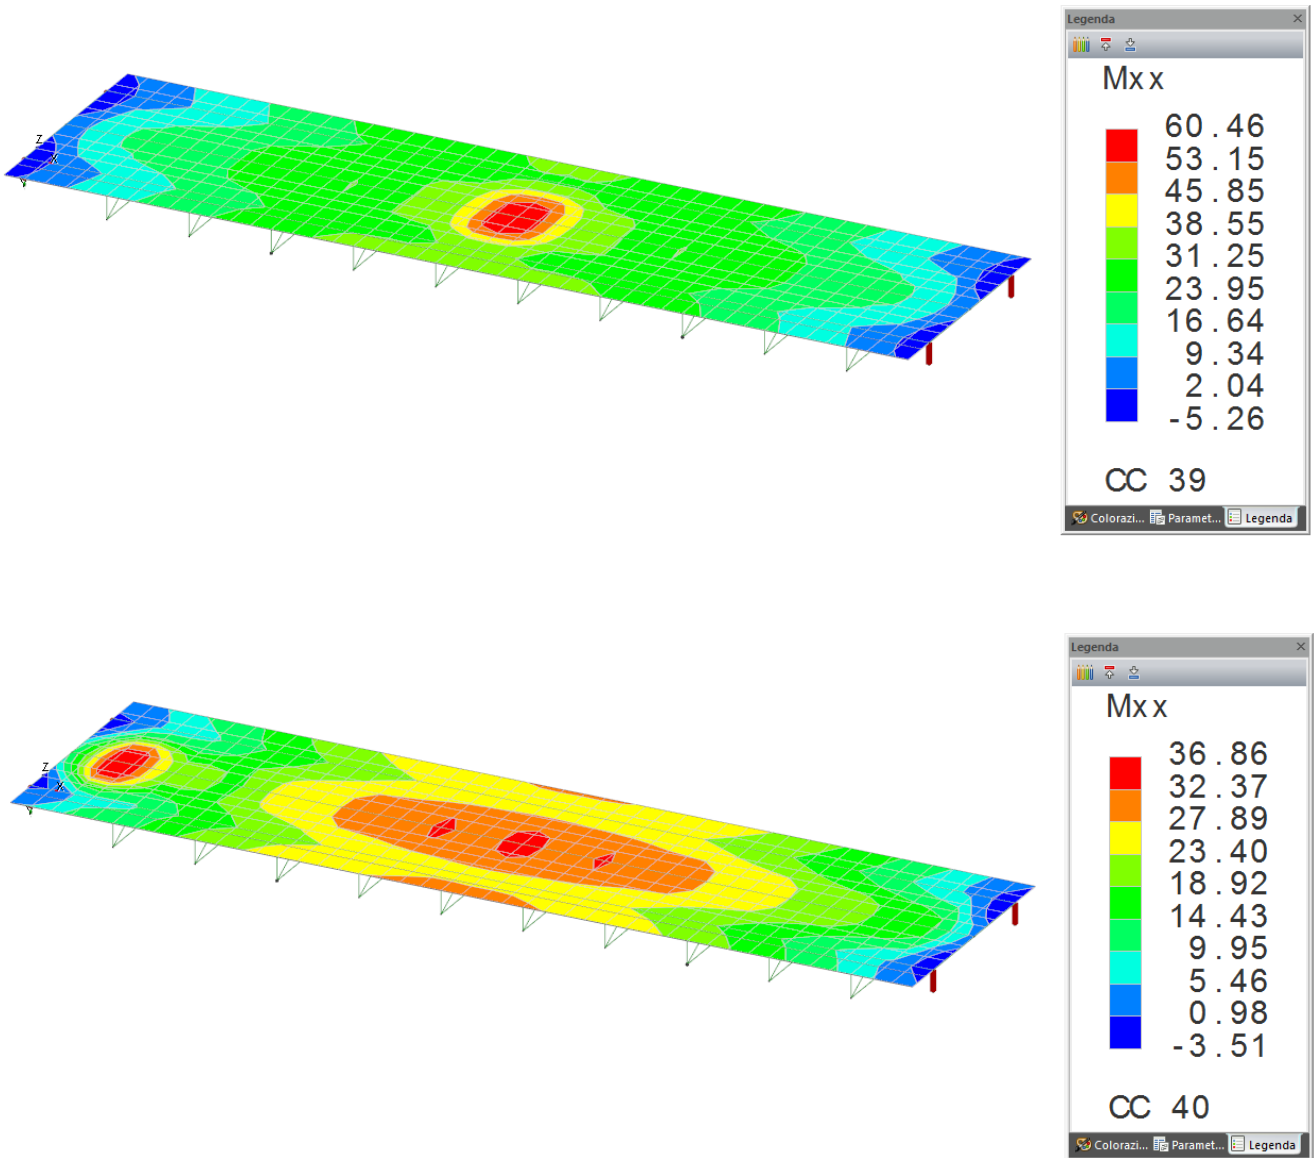 Legenda
Mxx
60.46
53.15
45.85
38.55
31.25
23.95
16.64
9.34
2.04
-5.26
CC 39
Colorazi... Paramet... Legenda
Z
X
Y
Legenda
Mxx
36.86
32.37
27.89
23.40
18.92
14.43
9.95
5.46
0.98
-3.51
CC 40
Colorazi... Paramet... Legenda
Z
X
Y